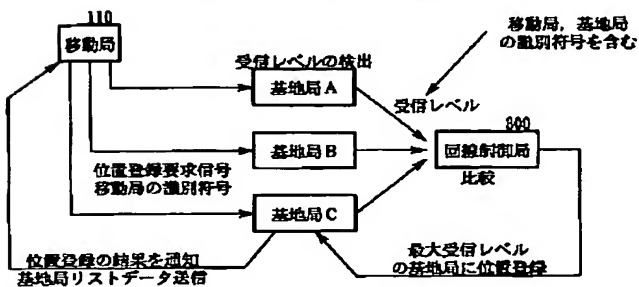 110
移動局
受信レベルの検出
移動局,基地局
の識別符号を含む
基地局A
受信レベル
800
基地局B
回線制御局
位置登録要求信号
移動局の識別符号
比較
基地局C
位置登録の結果を通知
基地局リストデータ送信
最大受信レベル
の基地局に位置登録